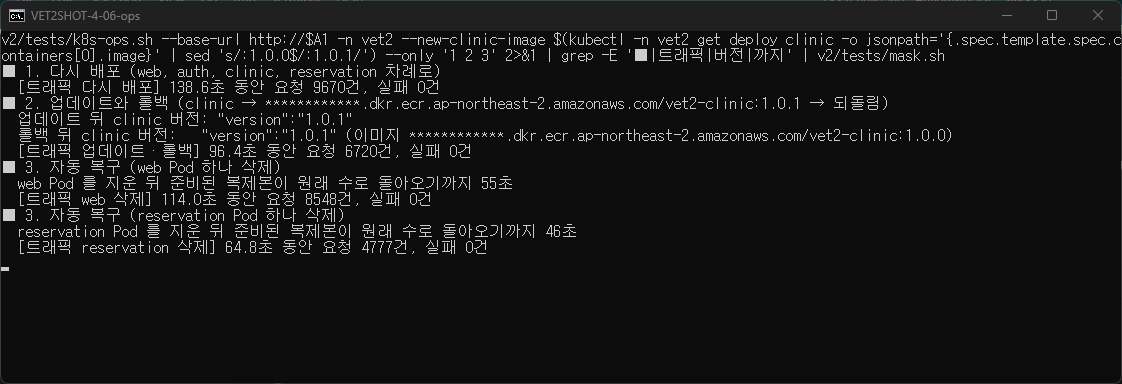 VET2SHOT-4-06-ops
v2/tests/k8s-ops.sh --base-url http://$A1 -n vet2 --new-clinic-image $(kubectl -n vet2 get deploy clinic -o jsonpath='{.spec.template.spec.c
ontainers[0].image}' | sed 's/:1.0.0$/:1.0.1/') --only '1 2 3' 2>&1 | grep -E '■|트래픽|버전|까지' | v2/tests/mask.sh
■ 1. 다시 배포 (web, auth, clinic, reservation 차례로)
[트래픽 다시 배포] 138.6초 동안 요청 9670건, 실패 0건
■ 2. 업데이트와 롤백 (clinic → ************.dkr.ecr.ap-northeast-2.amazonaws.com/vet2-clinic:1.0.1 → 되돌림)
업데이트 뒤 clinic 버전: "version":"1.0.1"
롤백 뒤 clinic 버전: "version":"1.0.1" (이미지 ************.dkr.ecr.ap-northeast-2.amazonaws.com/vet2-clinic:1.0.0)
[트래픽 업데이트·롤백] 96.4초 동안 요청 6720건, 실패 0건
■ 3. 자동 복구 (web Pod 하나 삭제)
web Pod 를 지운 뒤 준비된 복제본이 원래 수로 돌아오기까지 55초
[트래픽 web 삭제] 114.0초 동안 요청 8548건, 실패 0건
■ 3. 자동 복구 (reservation Pod 하나 삭제)
reservation Pod 를 지운 뒤 준비된 복제본이 원래 수로 돌아오기까지 46초
[트래픽 reservation 삭제] 64.8초 동안 요청 4777건, 실패 0건